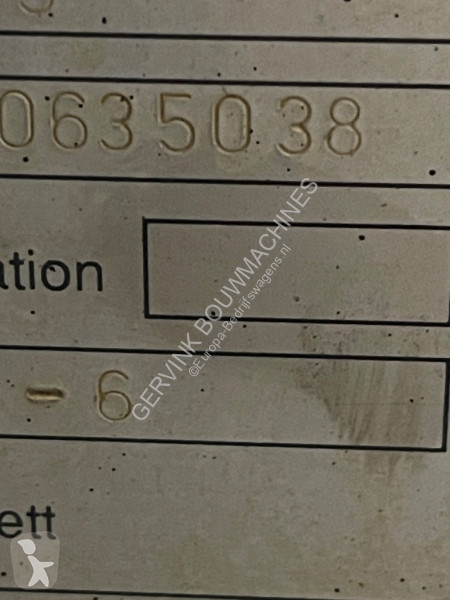 0635038
ation
- 6
ett
GERVINK BOUWMACHINES
©Europa-Bedrijfswagens.nl